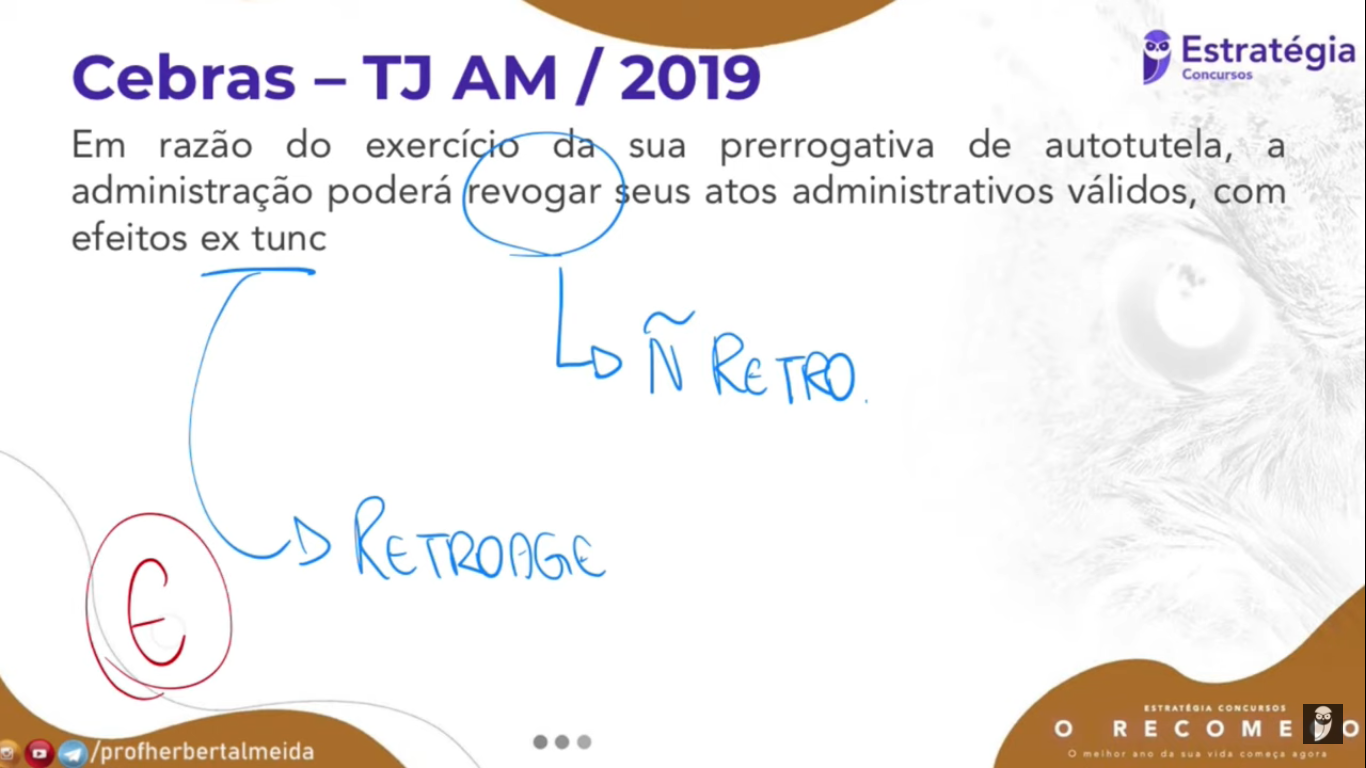 Estratégia
Concursos
Cebras – TJ AM / 2019
Em razão do exercício da sua prerrogativa de autotutela, a
administração poderá revogar seus atos administrativos válidos, com
efeitos ex tunc
Ñ RETRO.
RETROAGE
E
ESTRATÉGIA CONCURSOS
O RECOMEÇO
O melhor ano da sua vida começa agora
/profherbertalmeida